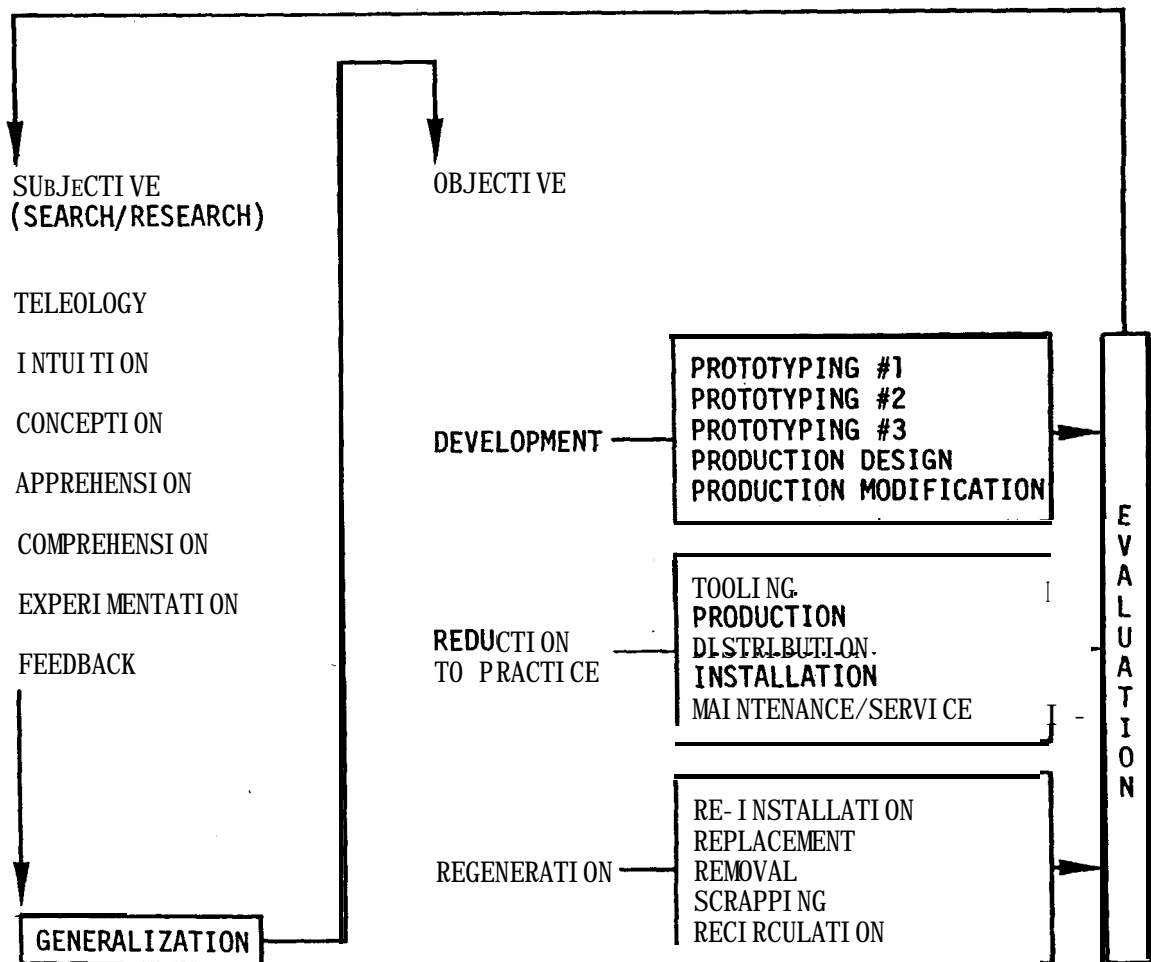 SUBJECTIVE
(SEARCH/RESEARCH)
TELEOLOGY
INTUITION
CONCEPTION
APPREHENSION
COMPREHENSION
EXPERIMENTATION
FEEDBACK
GENERALIZATION
OBJECTIVE
DEVELOPMENT
PROTOTYPING #1
PROTOTYPING #2
PROTOTYPING #3
PRODUCTION DESIGN
PRODUCTION MODIFICATION
REDUCTION
TO PRACTICE
TOOLING
PRODUCTION
DISTRIBUTION
INSTALLATION
MAINTENANCE/SERVICE
REGENERATION
RE-INSTALLATION
REPLACEMENT
REMOVAL
SCRAPPING
RECIRCULATION
EVALUATION